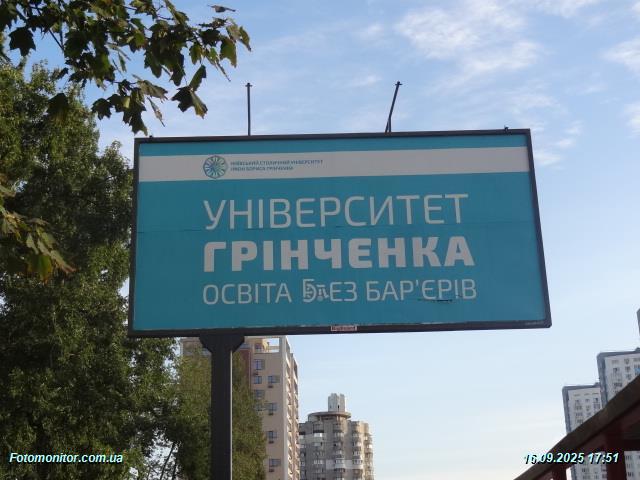 КИЇВСЬКИЙ СТОЛИЧНИЙ УНІВЕРСИТЕТ
ІМЕНІ БОРИСА ГРІНЧЕНКА
УНІВЕРСИТЕТ
ГРІНЧЕНКА
ОСВІТА БЕЗ БАР'ЄРІВ
Fotomonitor.com.ua
16.09.2025 17:51